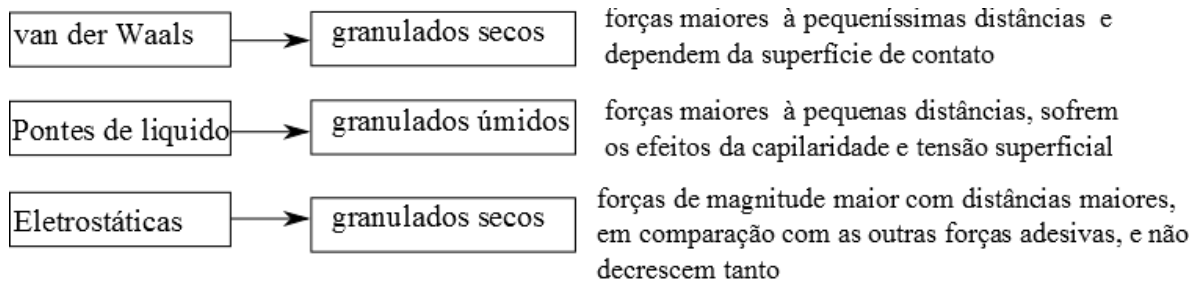 van der Waals
granulados secos
forças maiores à pequeníssimas distâncias e
dependem da superfície de contato
Pontes de liquido
granulados úmidos
forças maiores à pequenas distâncias, sofrem
os efeitos da capilaridade e tensão superficial
Eletrostáticas
granulados secos
forças de magnitude maior com distâncias maiores,
em comparação com as outras forças adesivas, e não
decrescem tanto